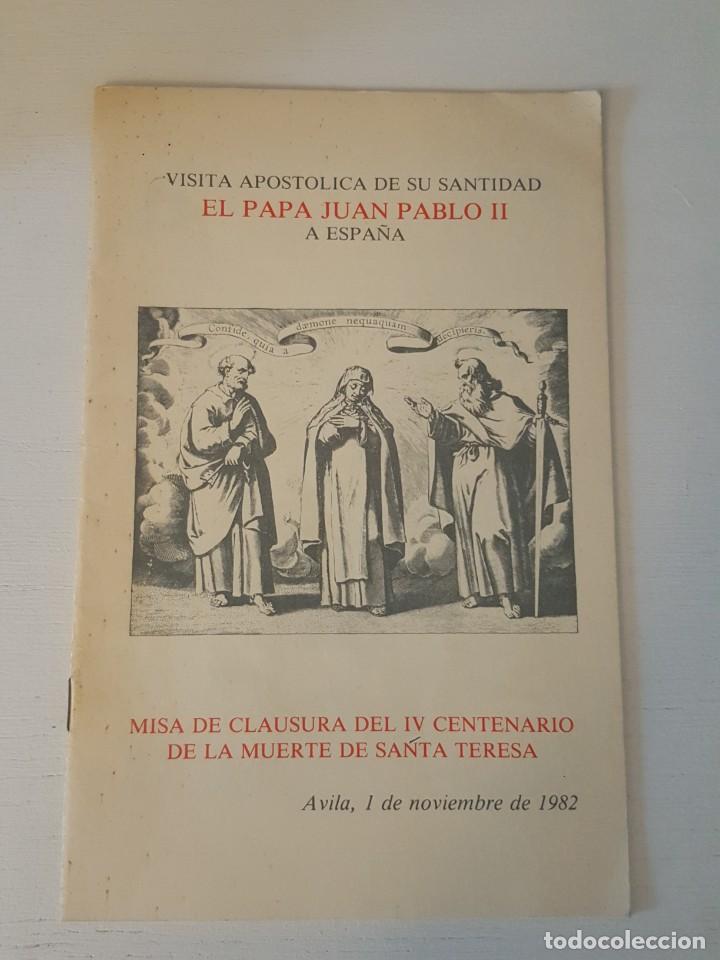 VISITA APOSTOLICA DE SU SANTIDAD
EL PAPA JUAN PABLO II
A ESPAÑA
Confide, quia a dæmone nequaquam decipieris.
MISA DE CLAUSURA DEL IV CENTENARIO
DE LA MUERTE DE SANTA TERESA
Avila, 1 de noviembre de 1982
todocoleccion